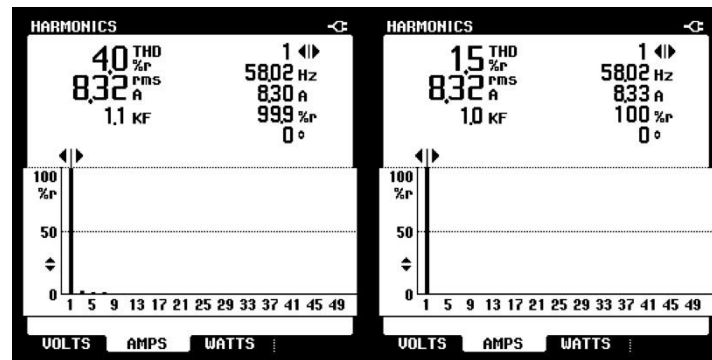 HARMONICS
4.0 THD %r
8.32 rms A
1.1 KF
1
58.02 Hz
8.30 A
99.9 %r
0 °
100
%r
50
0
1 5 9 13 17 21 25 29 33 37 41 45 49
VOLTS AMPS WATTS
HARMONICS
1.5 THD %r
8.32 rms A
1.0 KF
1
58.02 Hz
8.33 A
100 %r
0 °
100
%r
50
0
1 5 9 13 17 21 25 29 33 37 41 45 49
VOLTS AMPS WATTS